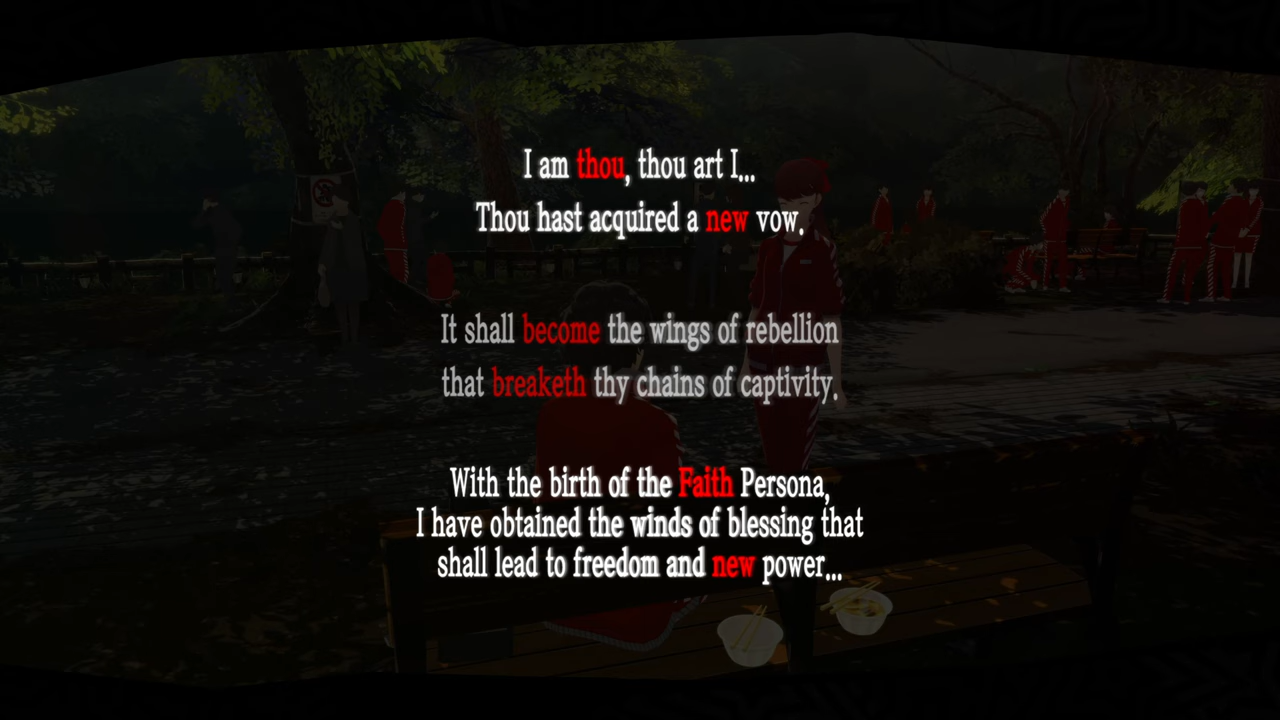 I am thou, thou art I...
Thou hast acquired a new vow.
It shall become the wings of rebellion
that breaketh thy chains of captivity.
With the birth of the Faith Persona,
I have obtained the winds of blessing that
shall lead to freedom and new power...